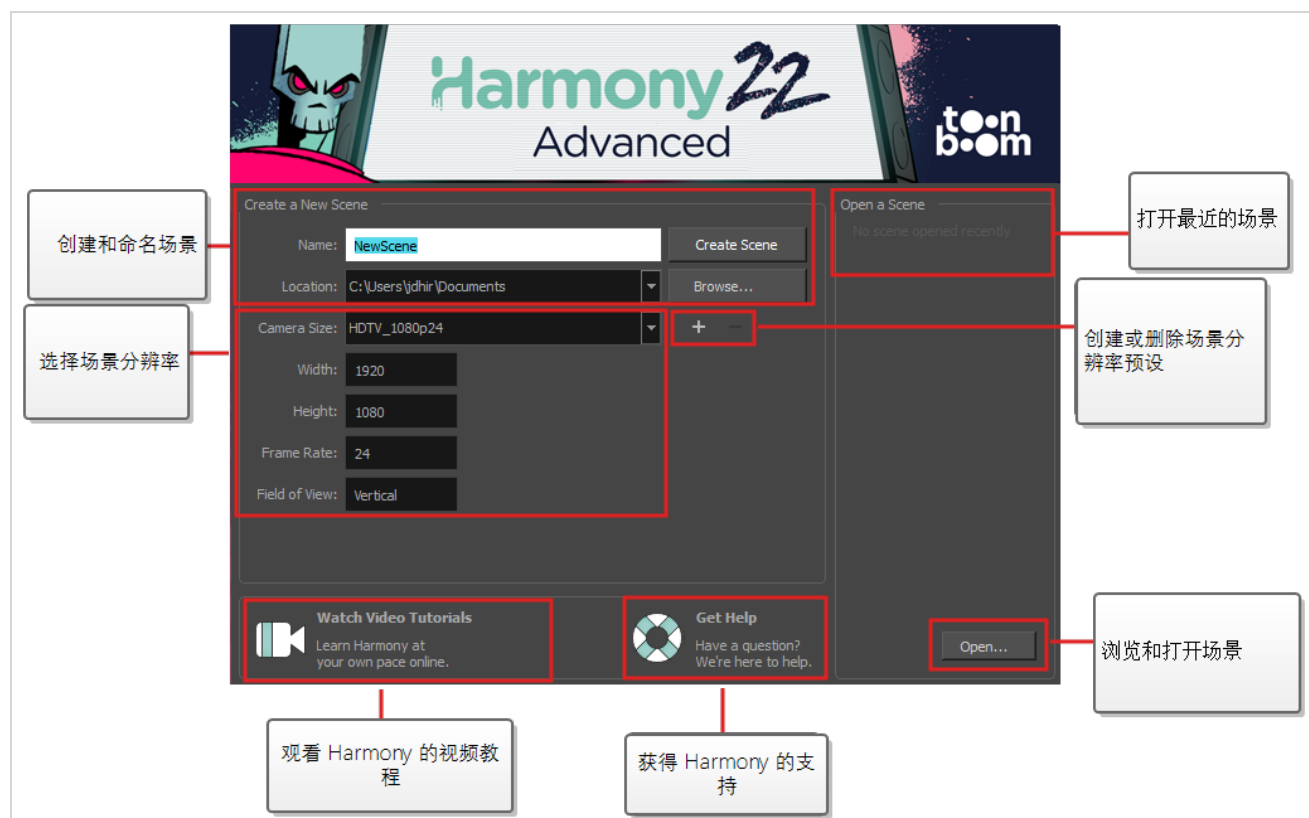 Harmony 22
Advanced
toon
boom
创建和命名场景
选择场景分辨率
Create a New Scene
Name:
NewScene
Create Scene
Location:
C:\Users\jdhir\Documents
Browse...
Camera Size:
HDTV_1080p24
+
−
Width:
1920
Height:
1080
Frame Rate:
24
Field of View:
Vertical
Open a Scene
No scene opened recently
打开最近的场景
创建或删除场景分
辨率预设
Watch Video Tutorials
Learn Harmony at
your own pace online.
Get Help
Have a question?
We're here to help.
Open...
浏览和打开场景
观看 Harmony 的视频教
程
获得 Harmony 的支
持